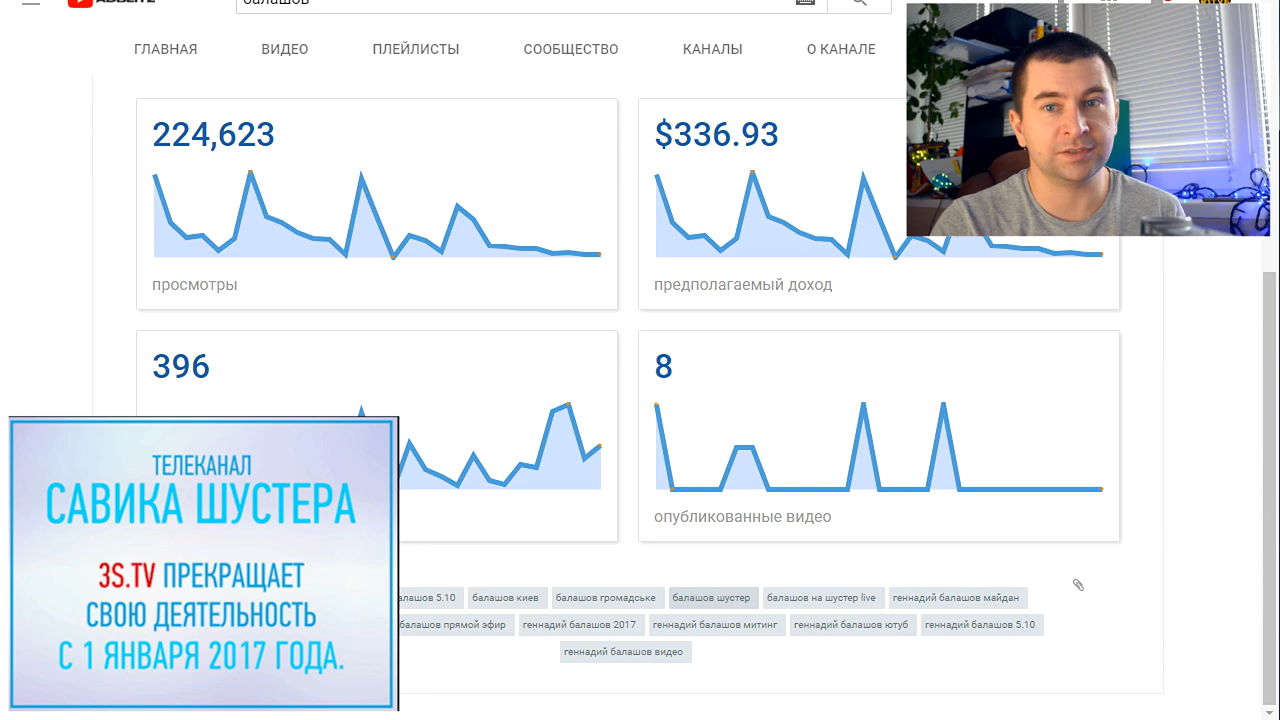 балашов
ГЛАВНАЯ ВИДЕО ПЛЕЙЛИСТЫ СООБЩЕСТВО КАНАЛЫ О КАНАЛЕ
224,623
$336.93
просмотры
предполагаемый доход
396
8
опубликованные видео
ТЕЛЕКАНАЛ
САВИКА ШУСТЕРА
3S.TV ПРЕКРАЩАЕТ
СВОЮ ДЕЯТЕЛЬНОСТЬ
С 1 ЯНВАРЯ 2017 ГОДА.
5.10 балашов киев балашов громадське балашов шустер балашов на шустер live геннадий балашов майдан
балашов прямой эфир геннадий балашов 2017 геннадий балашов митинг геннадий балашов ютуб геннадий балашов 5.10
геннадий балашов видео